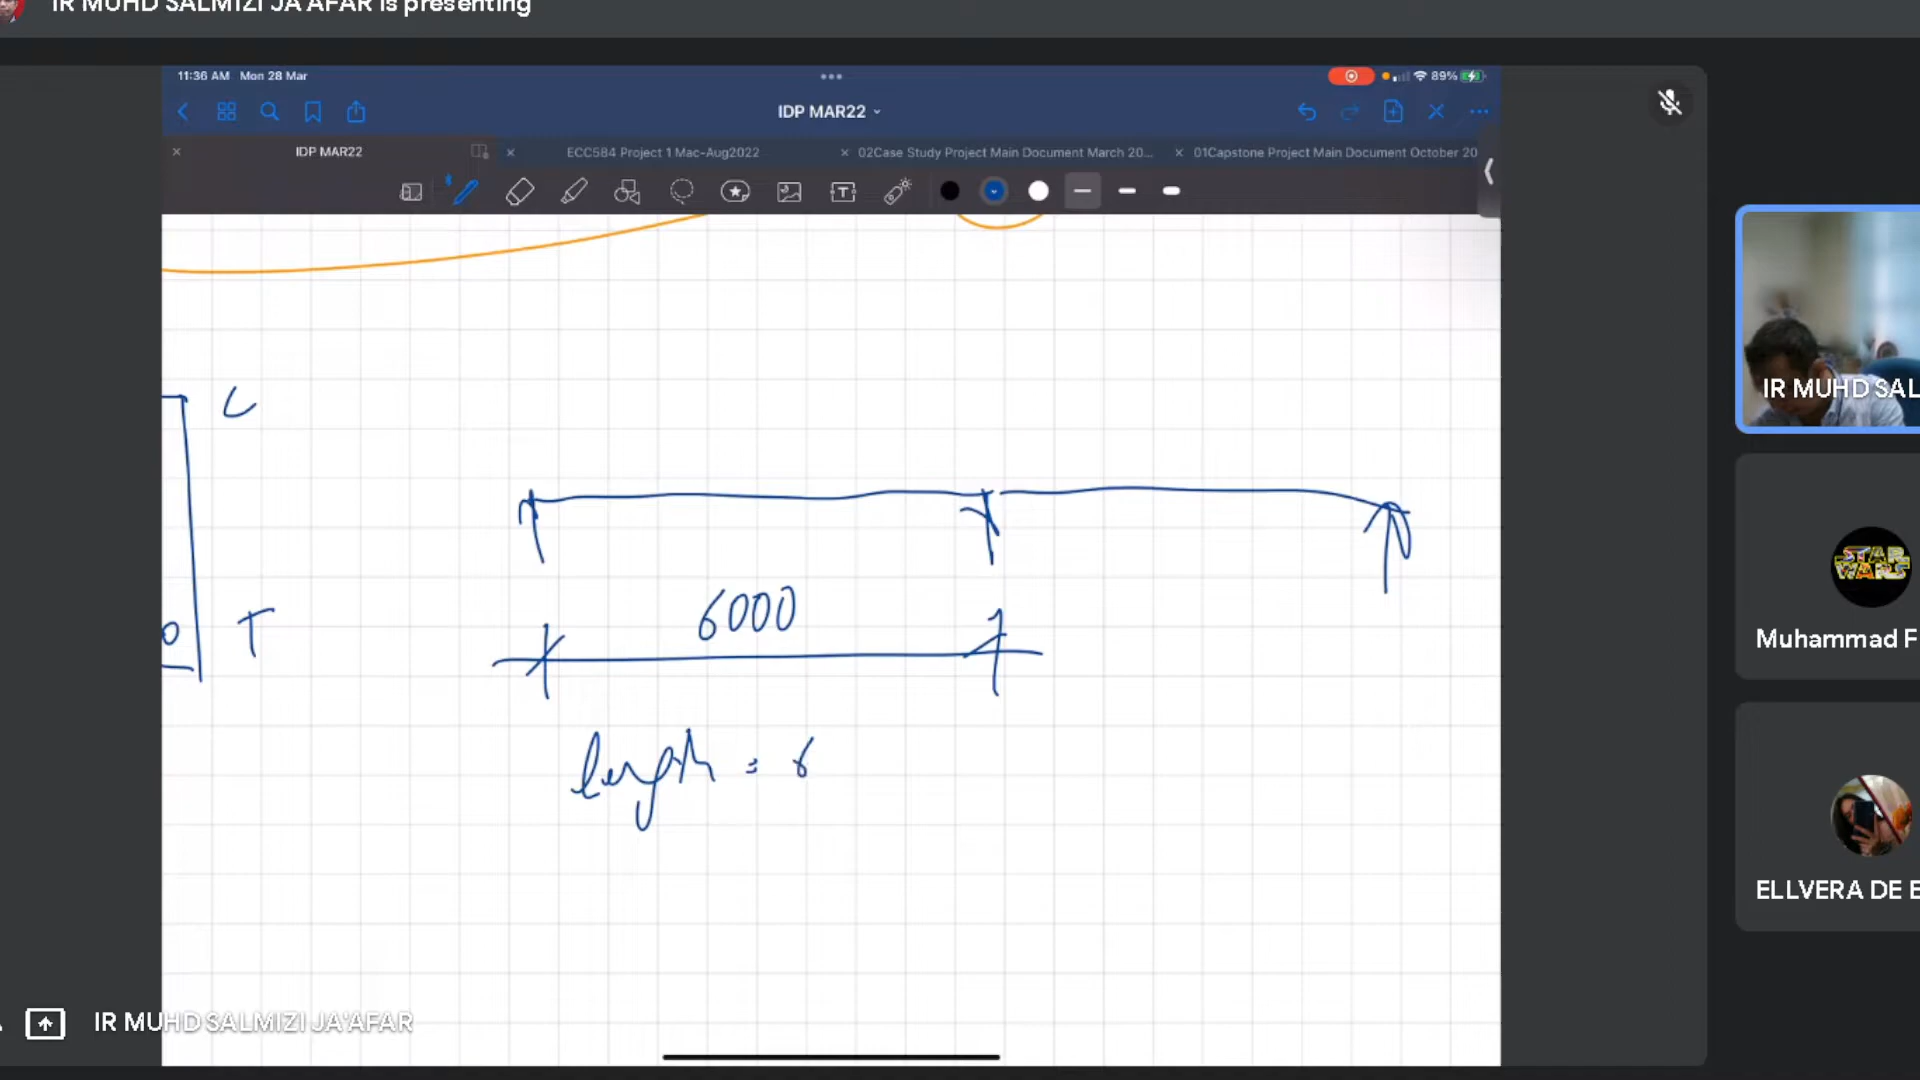 IR MUHD SALMIZI JA'AFAR is presenting
11:36 AM Mon 28 Mar
89%
IDP MAR22
IDP MAR22
ECC584 Project 1 Mac-Aug2022
02Case Study Project Main Document March 20...
01Capstone Project Main Document October 20
C
6000
T
length = 6
IR MUHD SAL
STAR WARS
Muhammad F
ELLVERA DE E
IR MUHD SALMIZI JA'AFAR